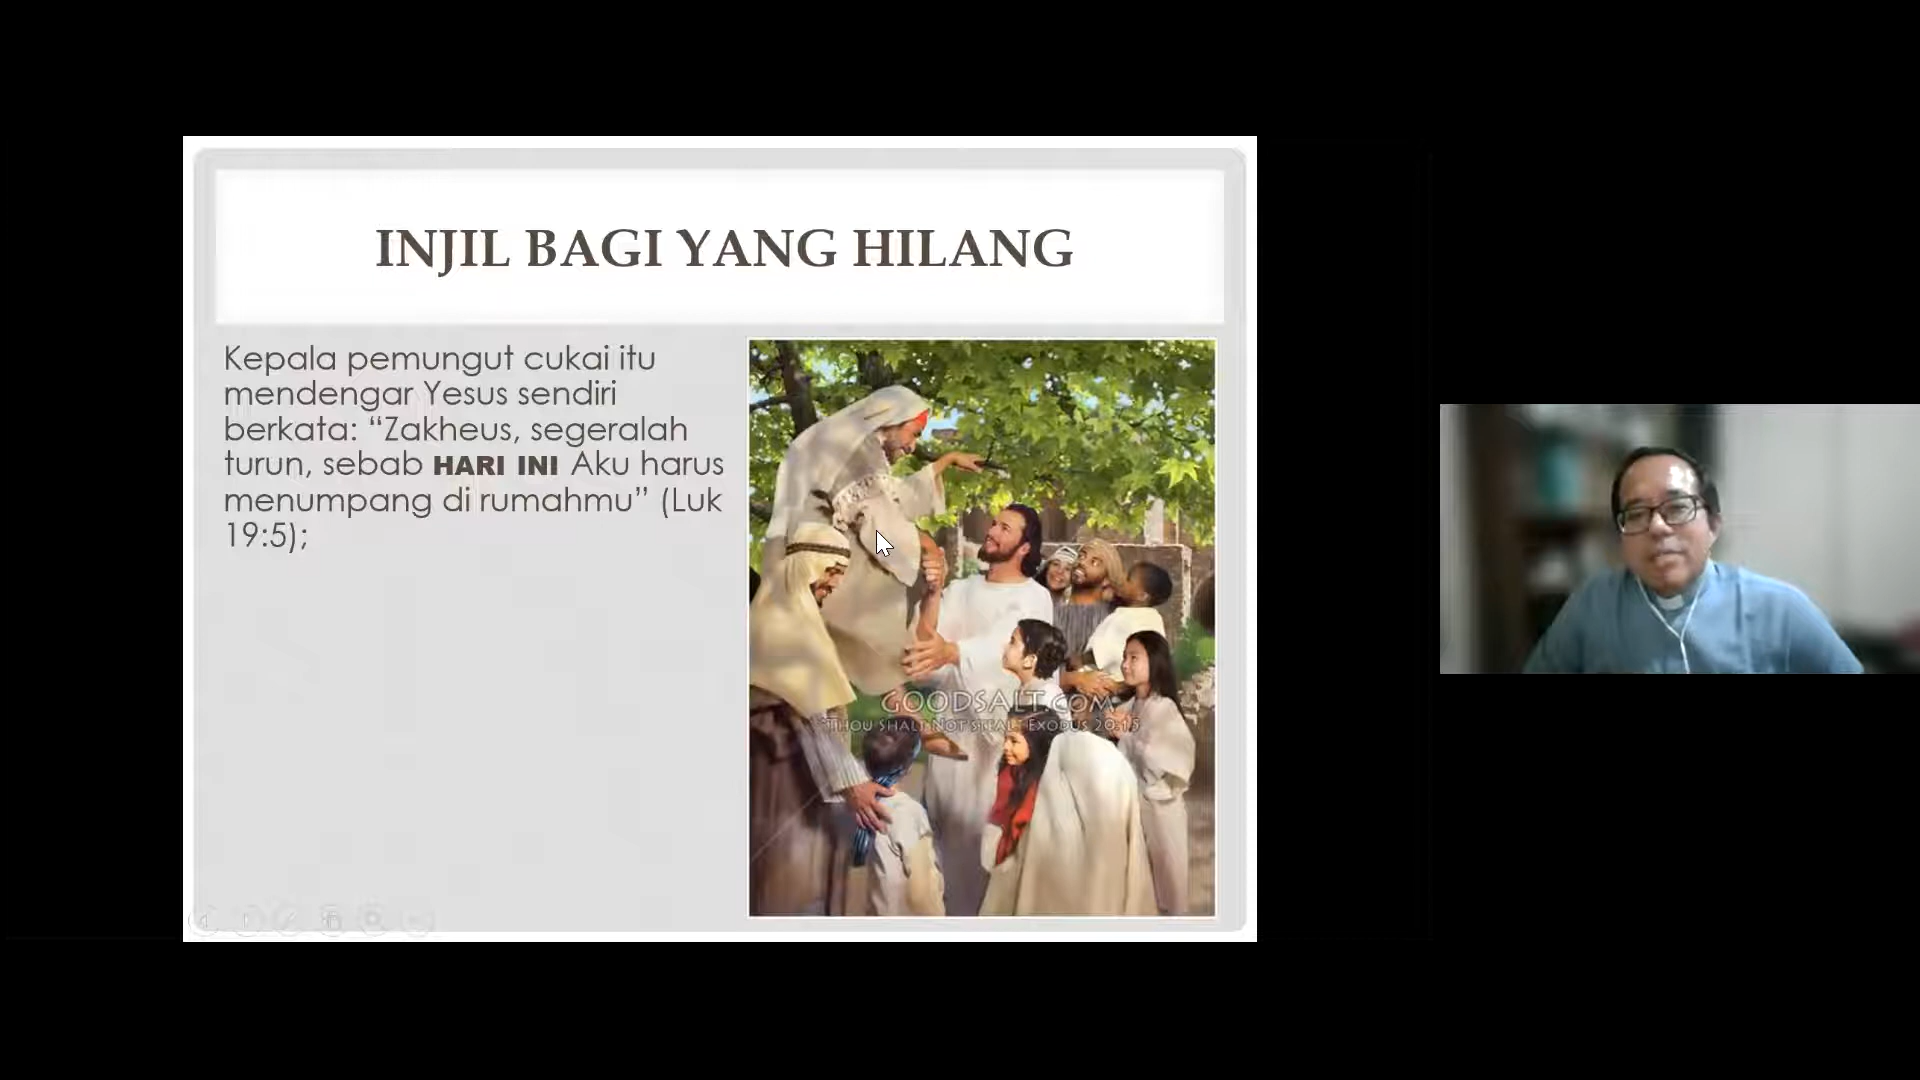 INJIL BAGI YANG HILANG
Kepala pemungut cukai itu
mendengar Yesus sendiri
berkata: “Zakheus, segeralah
turun, sebab HARI INI Aku harus
menumpang di rumahmu” (Luk
19:5);
GOODSALT.COM
THOU SHALT NOT STEAL. EXODUS 20:15